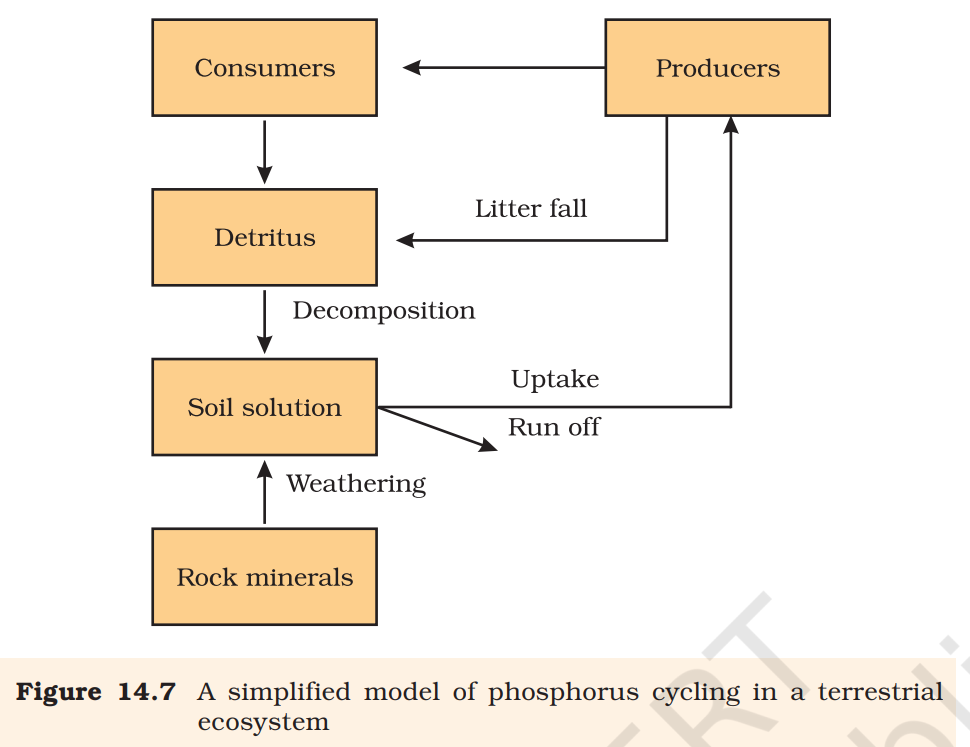 Consumers
Producers
Litter fall
Detritus
Decomposition
Uptake
Soil solution
Run off
Weathering
Rock minerals
Figure 14.7 A simplified model of phosphorus cycling in a terrestrial
ecosystem